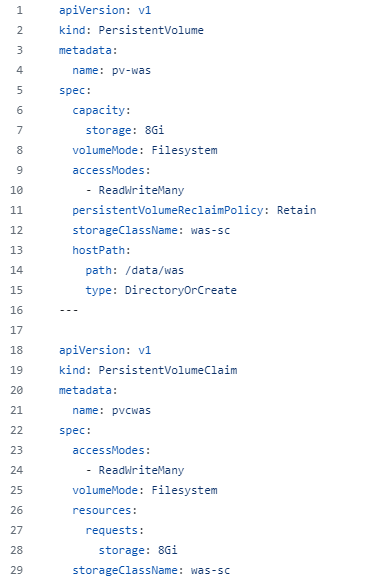 1 apiVersion: v1
2 kind: PersistentVolume
3 metadata:
4   name: pv-was
5 spec:
6   capacity:
7     storage: 8Gi
8   volumeMode: Filesystem
9   accessModes:
10     - ReadWriteMany
11   persistentVolumeReclaimPolicy: Retain
12   storageClassName: was-sc
13   hostPath:
14     path: /data/was
15     type: DirectoryOrCreate
16 ---
17
18 apiVersion: v1
19 kind: PersistentVolumeClaim
20 metadata:
21   name: pvcwas
22 spec:
23   accessModes:
24     - ReadWriteMany
25   volumeMode: Filesystem
26   resources:
27     requests:
28       storage: 8Gi
29   storageClassName: was-sc